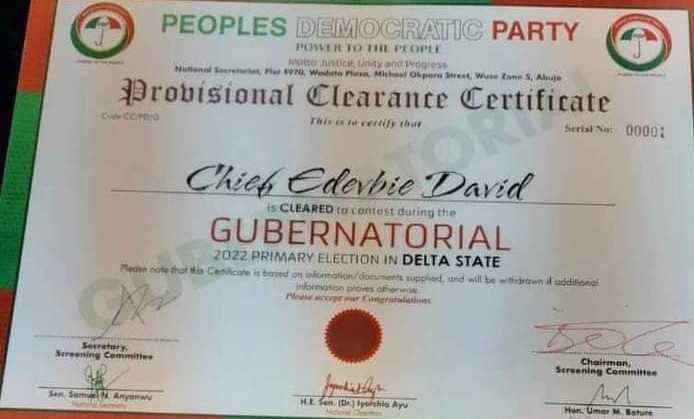 PEOPLES DEMOCRATIC PARTY
POWER TO THE PEOPLE
Motto: Justice, Unity and Progress
National Secretariat, Plot 1970, Wadata Plaza, Michael Okpara Street, Wuse Zone 5, Abuja
Provisional Clearance Certificate
Code CC/PD/G
This is to certify that
Serial No: 00001
Chief Edevbie David
is CLEARED to contest during the
GUBERNATORIAL
2022 PRIMARY ELECTION IN DELTA STATE
Please note that this Certificate is based on information/documents supplied, and will be withdrawn if additional
information proves otherwise.
Please accept our Congratulations
Secretary,
Screening Committee
Chairman,
Screening Committee
Sen. Samuel N. Anyanwu
National Secretary
H.E. Sen. (Dr.) Iyorchia Ayu
National Chairman
Hon. Umar M. Bature
GUBERNATORIAL